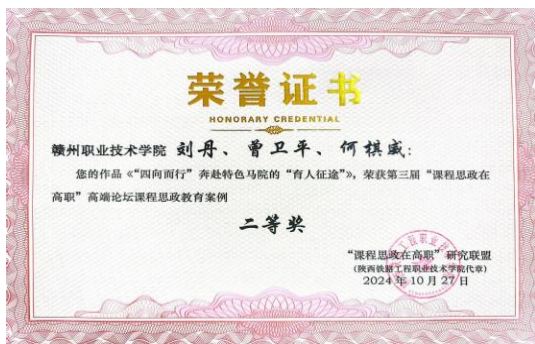 荣誉证书
HONORARY CREDENTIAL
赣州职业技术学院 刘丹、曾卫平、何棋威:
您的作品《“四向而行”奔赴特色马院的“育人征途”》,荣获第三届“课程思政在
高职”高端论坛课程思政教育案例
二等奖
“课程思政在高职”研究联盟
(陕西铁路工程职业技术学院代章)
2024年10月27日